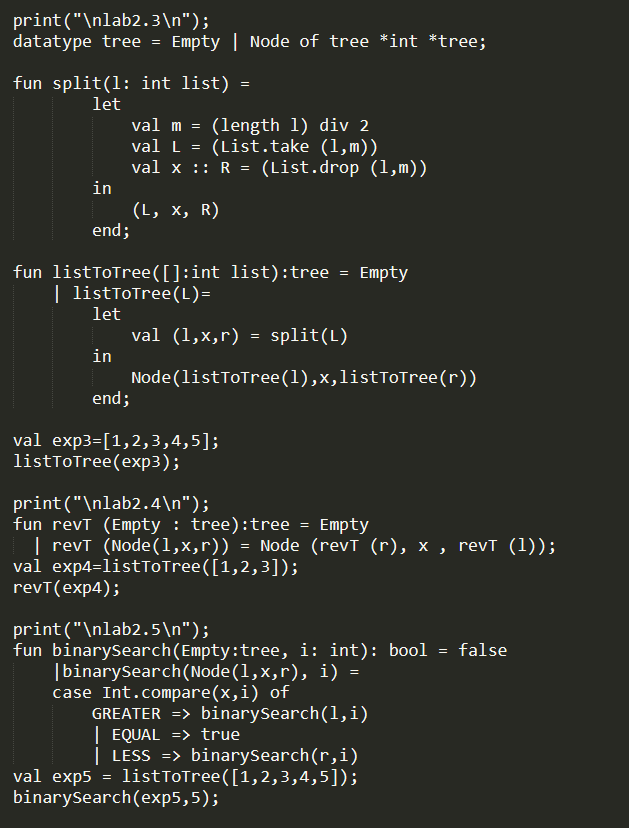 print("\nlab2.3\n");
datatype tree = Empty | Node of tree *int *tree;
fun split(l: int list) =
let
val m = (length l) div 2
val L = (List.take (l,m))
val x :: R = (List.drop (l,m))
in
(L, x, R)
end;
fun listToTree([]:int list):tree = Empty
| listToTree(L)=
let
val (l,x,r) = split(L)
in
Node(listToTree(l),x,listToTree(r))
end;
val exp3=[1,2,3,4,5];
listToTree(exp3);
print("\nlab2.4\n");
fun revT (Empty : tree):tree = Empty
| revT (Node(l,x,r)) = Node (revT (r), x , revT (l));
val exp4=listToTree([1,2,3]);
revT(exp4);
print("\nlab2.5\n");
fun binarySearch(Empty:tree, i: int): bool = false
|binarySearch(Node(l,x,r), i) =
case Int.compare(x,i) of
GREATER => binarySearch(l,i)
| EQUAL => true
| LESS => binarySearch(r,i)
val exp5 = listToTree([1,2,3,4,5]);
binarySearch(exp5,5);